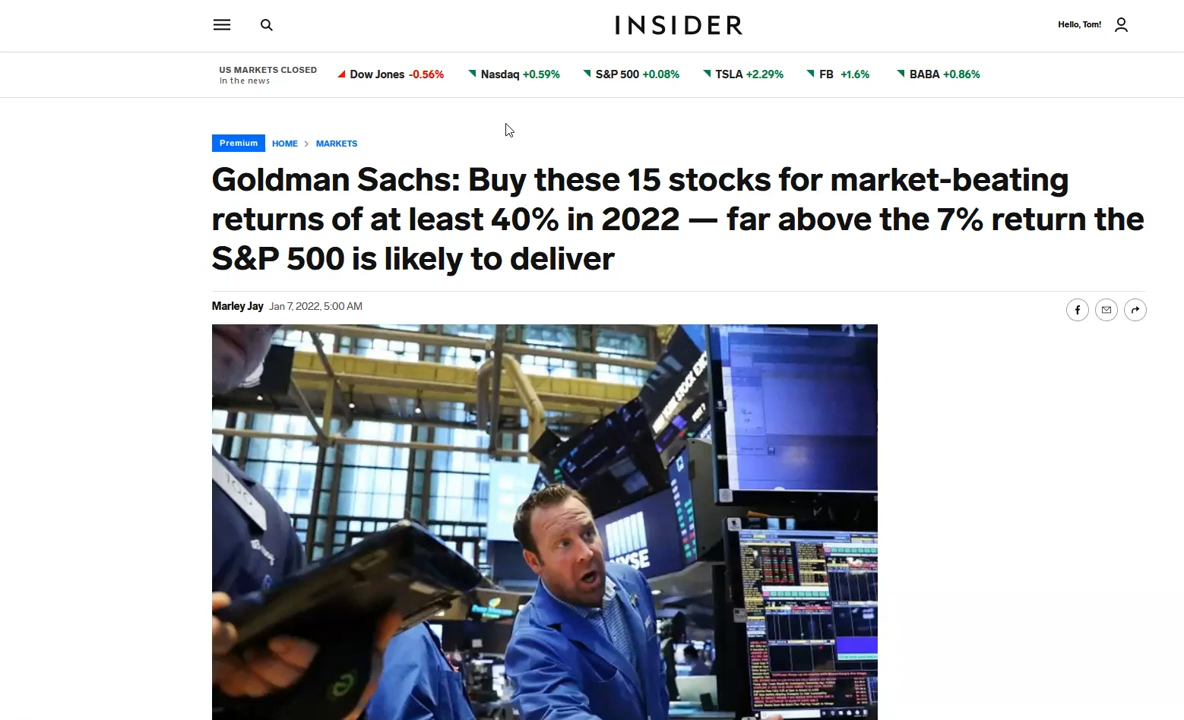 INSIDER
Hello, Tom!
US MARKETS CLOSED
In the news
Dow Jones -0.56%
Nasdaq +0.59%
S&P 500 +0.08%
TSLA +2.29%
FB +1.6%
BABA +0.86%
Premium HOME > MARKETS
Goldman Sachs: Buy these 15 stocks for market-beating
returns of at least 40% in 2022 — far above the 7% return the
S&P 500 is likely to deliver
Marley Jay Jan 7, 2022, 5:00 AM
NYSE